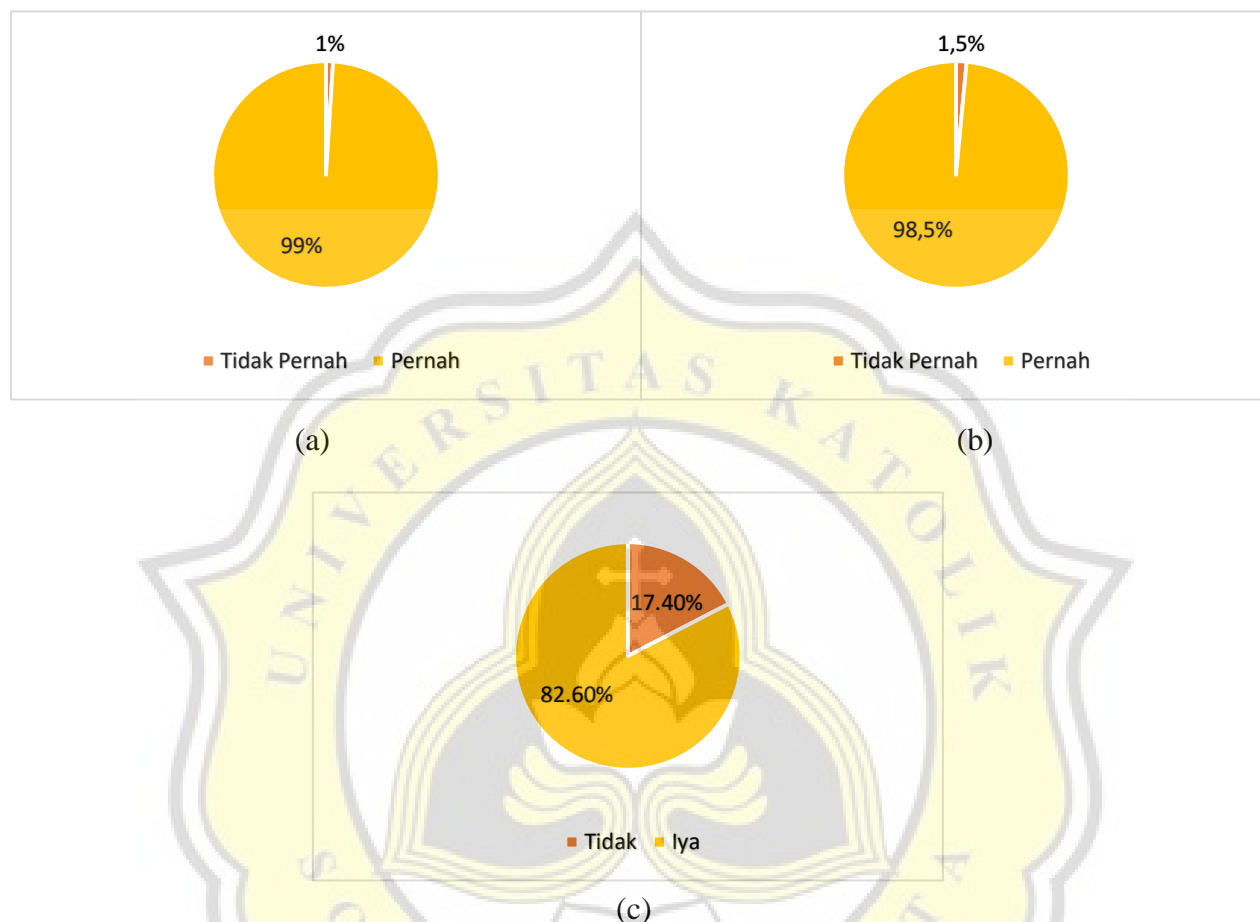 1%
99%
Tidak Pernah Pernah
(a)
1,5%
98,5%
Tidak Pernah Pernah
(b)
UNIVERSITAS KATOLIK
17.40%
82.60%
Tidak Iya
(c)